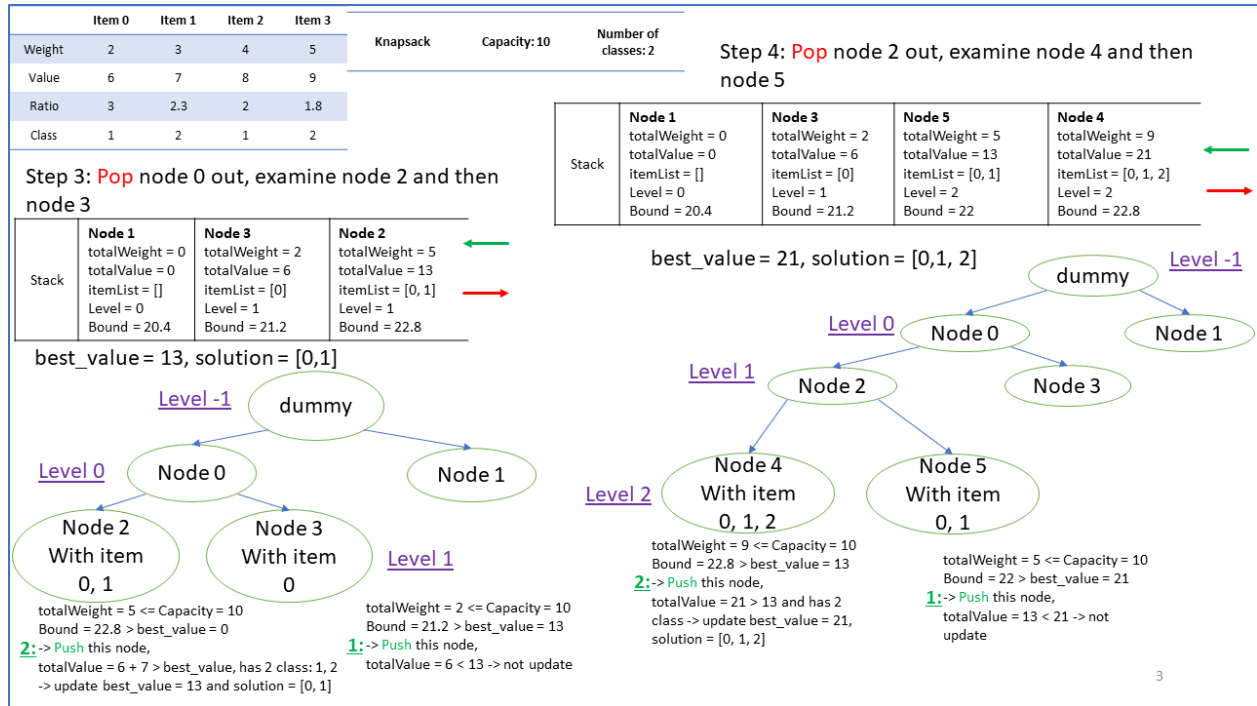 Item 0 Item 1 Item 2 Item 3
Weight 2 3 4 5
Value 6 7 8 9
Ratio 3 2.3 2 1.8
Class 1 2 1 2
Knapsack Capacity: 10 Number of
classes: 2
Step 3: Pop node 0 out, examine node 2 and then
node 3
Stack
Node 1
totalWeight = 0
totalValue = 0
itemList = []
Level = 0
Bound = 20.4
Node 3
totalWeight = 2
totalValue = 6
itemList = [0]
Level = 1
Bound = 21.2
Node 2
totalWeight = 5
totalValue = 13
itemList = [0, 1]
Level = 1
Bound = 22.8
best_value = 13, solution = [0,1]
Level -1
dummy
Level 0
Node 0
Node 1
Node 2
With item
0, 1
Node 3
With item
0
Level 1
totalWeight = 5 <= Capacity = 10
Bound = 22.8 > best_value = 0
2: -> Push this node,
totalValue = 6 + 7 > best_value, has 2 class: 1, 2
-> update best_value = 13 and solution = [0, 1]
totalWeight = 2 <= Capacity = 10
Bound = 21.2 > best_value = 13
1: -> Push this node,
totalValue = 6 < 13 -> not update
Step 4: Pop node 2 out, examine node 4 and then
node 5
Stack
Node 1
totalWeight = 0
totalValue = 0
itemList = []
Level = 0
Bound = 20.4
Node 3
totalWeight = 2
totalValue = 6
itemList = [0]
Level = 1
Bound = 21.2
Node 5
totalWeight = 5
totalValue = 13
itemList = [0, 1]
Level = 2
Bound = 22
Node 4
totalWeight = 9
totalValue = 21
itemList = [0, 1, 2]
Level = 2
Bound = 22.8
best_value = 21, solution = [0,1, 2]
Level -1
dummy
Level 0
Node 0
Node 1
Level 1
Node 2
Node 3
Level 2
Node 4
With item
0, 1, 2
Node 5
With item
0, 1
totalWeight = 9 <= Capacity = 10
Bound = 22.8 > best_value = 13
2: -> Push this node,
totalValue = 21 > 13 and has 2
class -> update best_value = 21,
solution = [0, 1, 2]
totalWeight = 5 <= Capacity = 10
Bound = 22 > best_value = 21
1: -> Push this node,
totalValue = 13 < 21 -> not
update
3